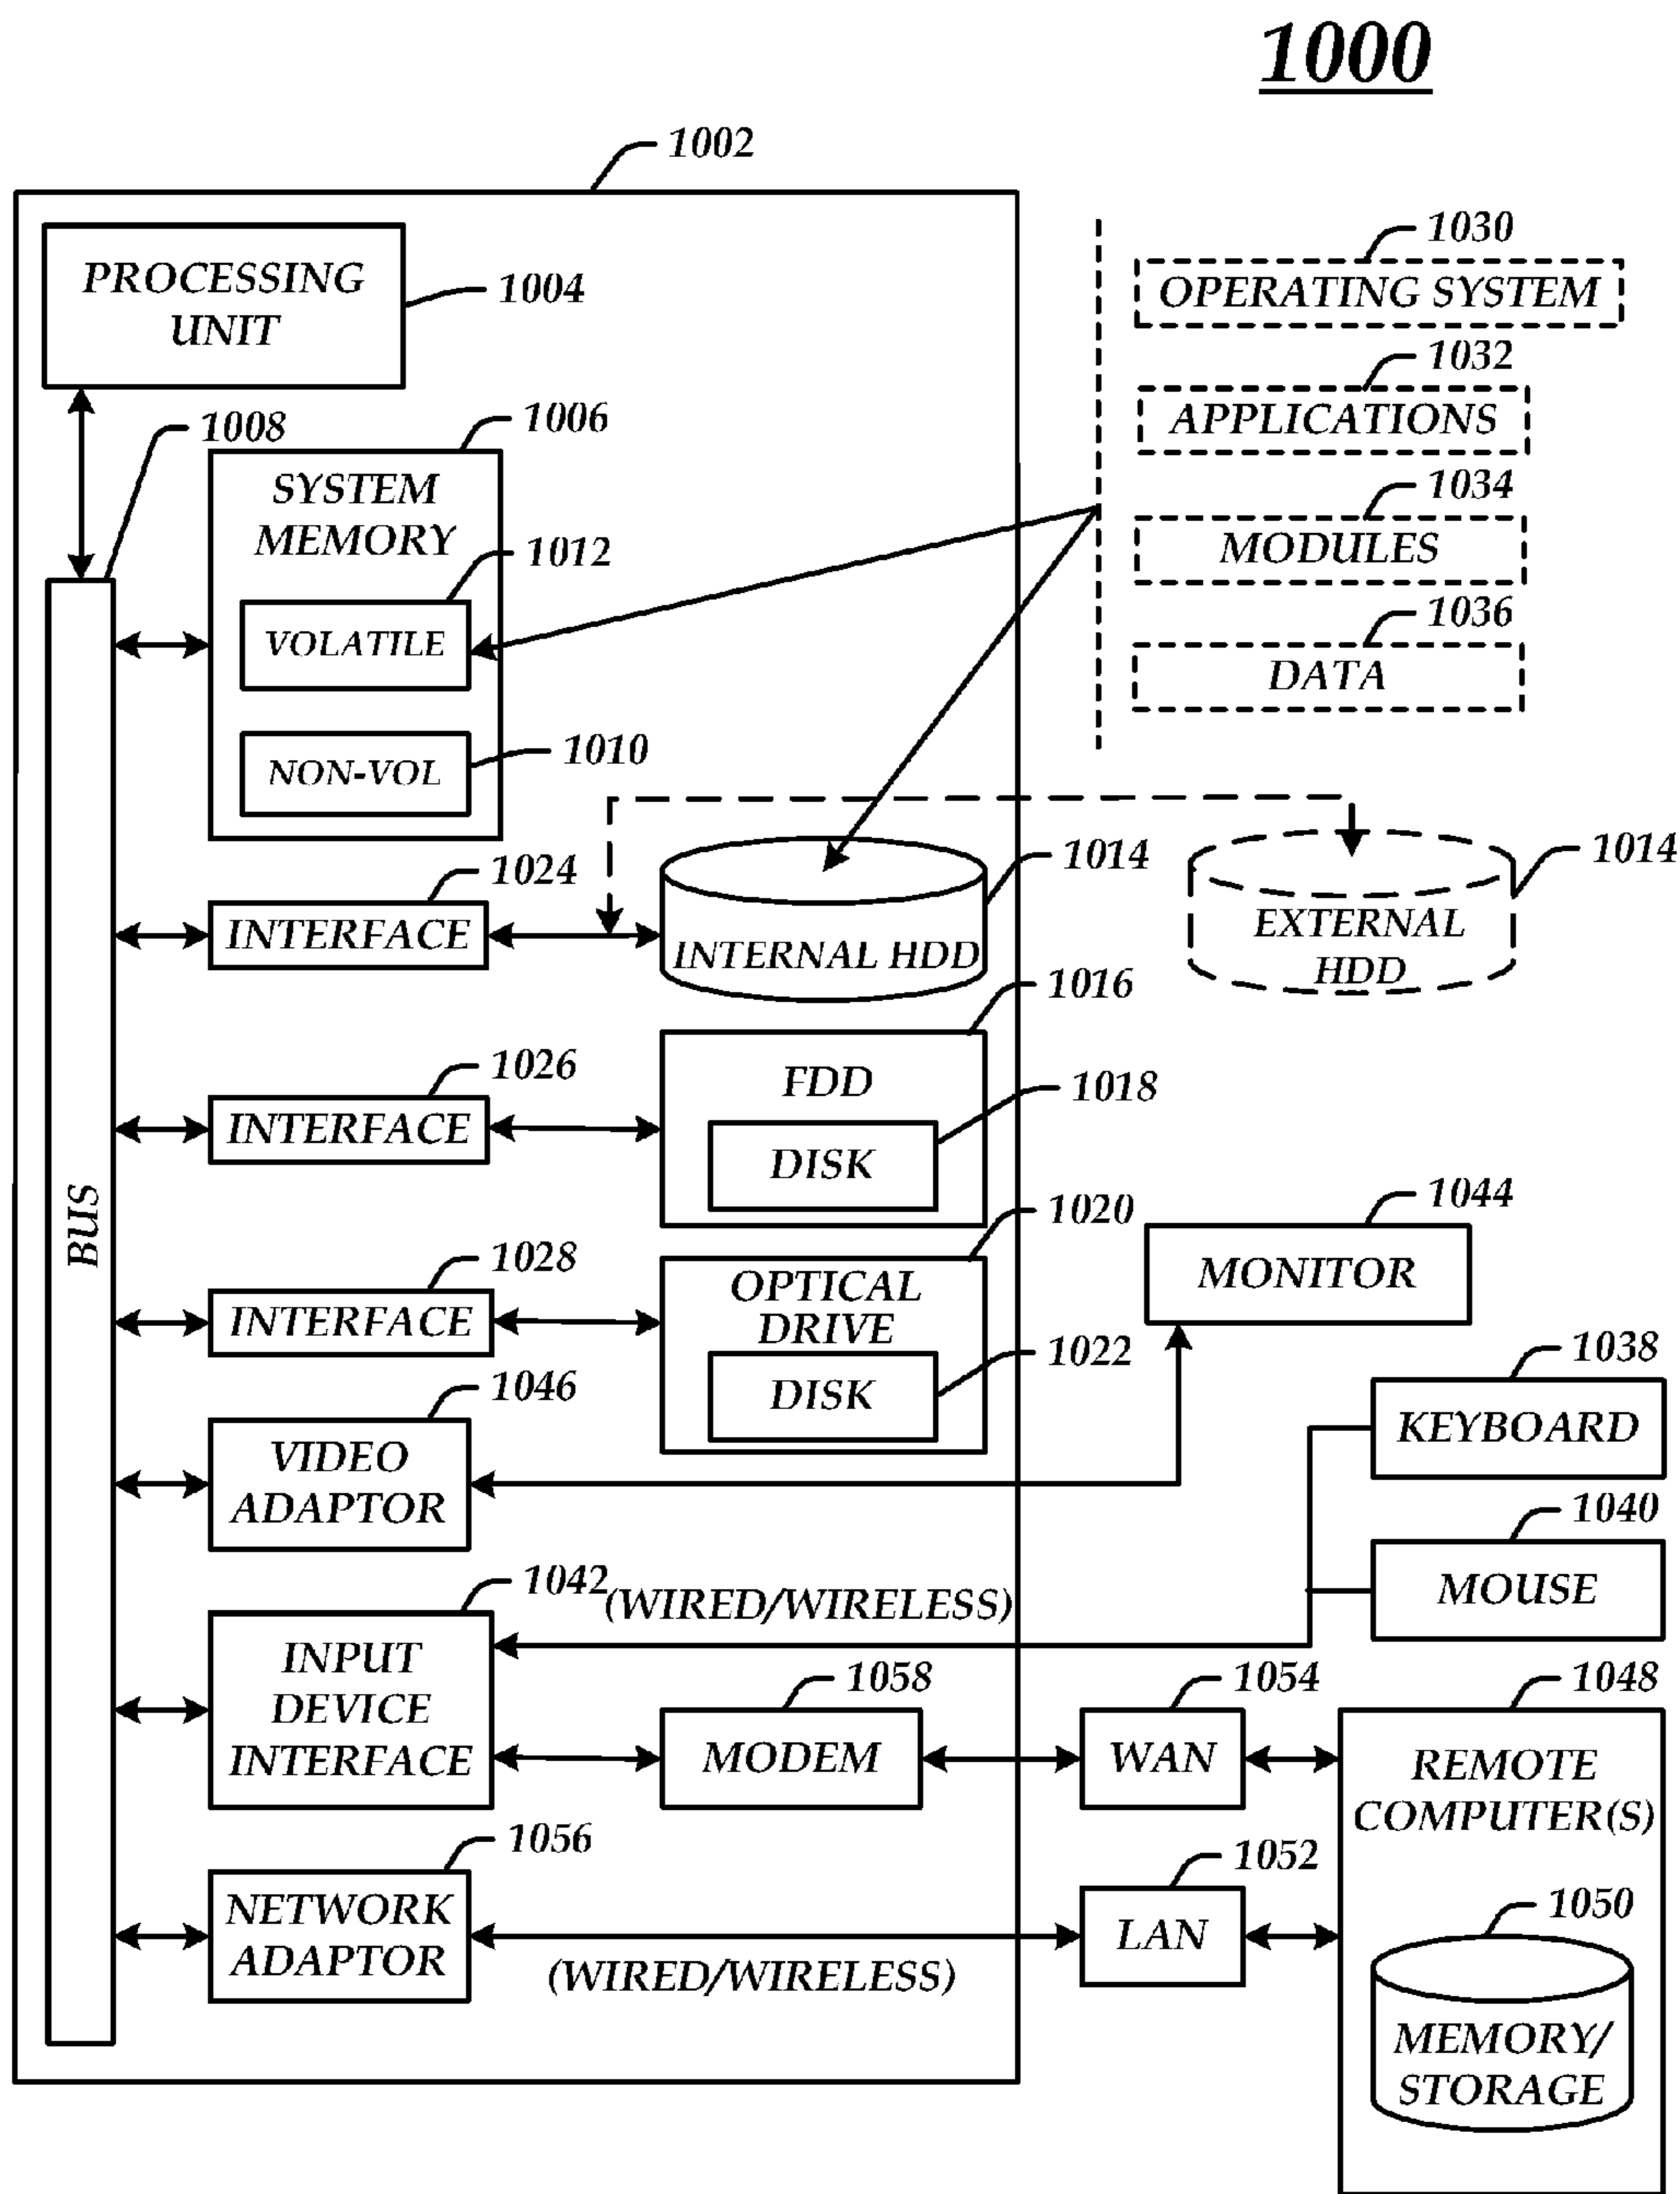 1000
1002
PROCESSING
UNIT
1004
1030
OPERATING SYSTEM
1032
APPLICATIONS
1034
MODULES
1036
DATA
1008
1006
SYSTEM
MEMORY
1012
VOLATILE
1010
NON-VOL
BUS
1024
INTERFACE
1014
INTERNAL HDD
1014
EXTERNAL
HDD
1026
INTERFACE
1016
FDD
1018
DISK
1028
INTERFACE
1020
OPTICAL
DRIVE
1022
DISK
1044
MONITOR
1046
VIDEO
ADAPTOR
1038
KEYBOARD
1040
MOUSE
1042
(WIRED/WIRELESS)
INPUT
DEVICE
INTERFACE
1058
MODEM
1054
WAN
1048
REMOTE
COMPUTER(S)
1056
NETWORK
ADAPTOR
(WIRED/WIRELESS)
1052
LAN
1050
MEMORY/
STORAGE